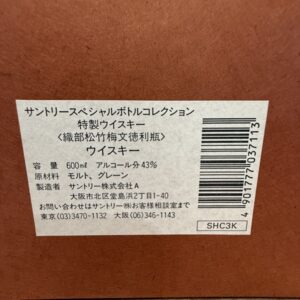 サントリースペシャルボトルコレクション
特製ウイスキー
〈織部松竹梅文徳利瓶〉
ウイスキー
容 量 600ml アルコール分43%
原材料 モルト、グレーン
製造者 サントリー株式会社A
大阪市北区堂島浜2丁目1-40
お問い合わせはサントリー㈱お客様相談室まで
東京(03)3470-1132 大阪(06)346-1143
4901777037113
SHC3K